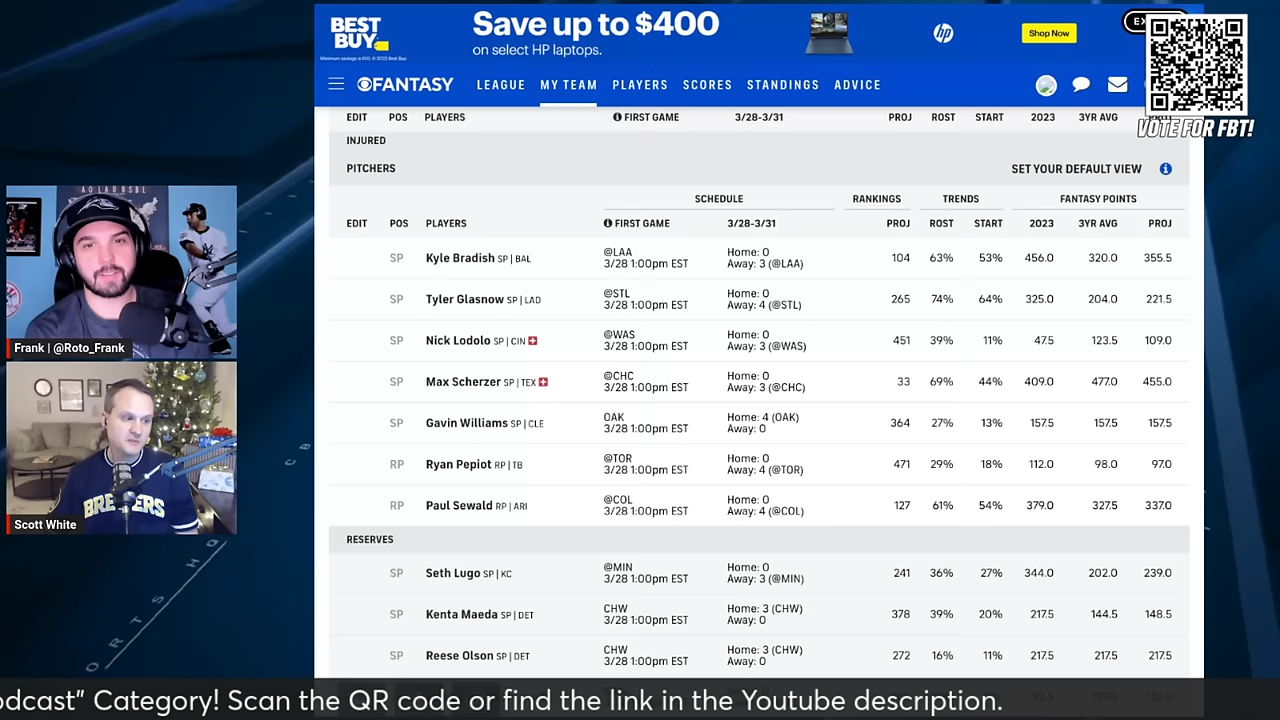 BEST BUY
Minimum savings is $50. © 2023 Best Buy.
Save up to $400
on select HP laptops.
hp
Shop Now
FANTASY LEAGUE MY TEAM PLAYERS SCORES STANDINGS ADVICE
VOTE FOR FBT!
EDIT POS PLAYERS FIRST GAME 3/28-3/31 PROJ ROST START 2023 3YR AVG
INJURED
PITCHERS SET YOUR DEFAULT VIEW
SCHEDULE RANKINGS TRENDS FANTASY POINTS
EDIT POS PLAYERS FIRST GAME 3/28-3/31 PROJ ROST START 2023 3YR AVG PROJ
SP Kyle Bradish SP | BAL @LAA 3/28 1:00pm EST Home: 0 Away: 3 (@LAA) 104 63% 53% 456.0 320.0 355.5
SP Tyler Glasnow SP | LAD @STL 3/28 1:00pm EST Home: 0 Away: 4 (@STL) 265 74% 64% 325.0 204.0 221.5
SP Nick Lodolo SP | CIN @WAS 3/28 1:00pm EST Home: 0 Away: 3 (@WAS) 451 39% 11% 47.5 123.5 109.0
SP Max Scherzer SP | TEX @CHC 3/28 1:00pm EST Home: 0 Away: 3 (@CHC) 33 69% 44% 409.0 477.0 455.0
SP Gavin Williams SP | CLE OAK 3/28 1:00pm EST Home: 4 (OAK) Away: 0 364 27% 13% 157.5 157.5 157.5
RP Ryan Pepiot RP | TB @TOR 3/28 1:00pm EST Home: 0 Away: 4 (@TOR) 471 29% 18% 112.0 98.0 97.0
RP Paul Sewald RP | ARI @COL 3/28 1:00pm EST Home: 0 Away: 4 (@COL) 127 61% 54% 379.0 327.5 337.0
RESERVES
SP Seth Lugo SP | KC @MIN 3/28 1:00pm EST Home: 0 Away: 3 (@MIN) 241 36% 27% 344.0 202.0 239.0
SP Kenta Maeda SP | DET CHW 3/28 1:00pm EST Home: 3 (CHW) Away: 0 378 39% 20% 217.5 144.5 148.5
SP Reese Olson SP | DET CHW 3/28 1:00pm EST Home: 3 (CHW) Away: 0 272 16% 11% 217.5 217.5 217.5
Frank | @Roto_Frank
BREWERS
Scott White
odcast" Category! Scan the QR code or find the link in the Youtube description.